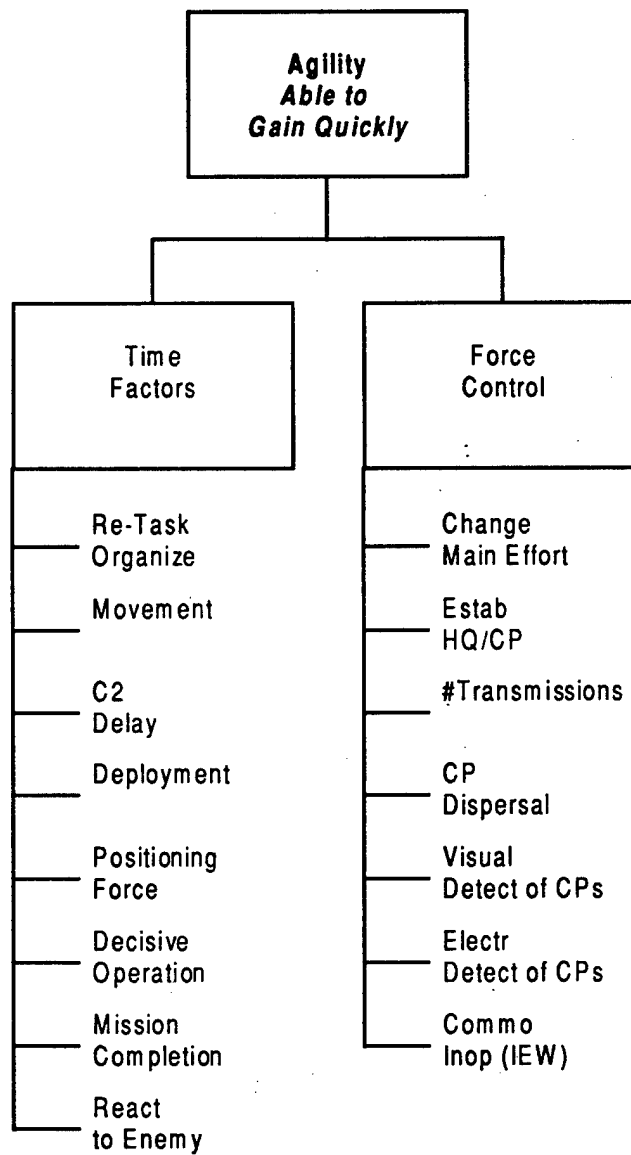 Agility
Able to
Gain Quickly
Time
Factors
Re-Task
Organize
Movement
C2
Delay
Deployment
Positioning
Force
Decisive
Operation
Mission
Completion
React
to Enemy
Force
Control
Change
Main Effort
Estab
HQ/CP
#Transmissions
CP
Dispersal
Visual
Detect of CPs
Electr
Detect of CPs
Commo
Inop (IEW)